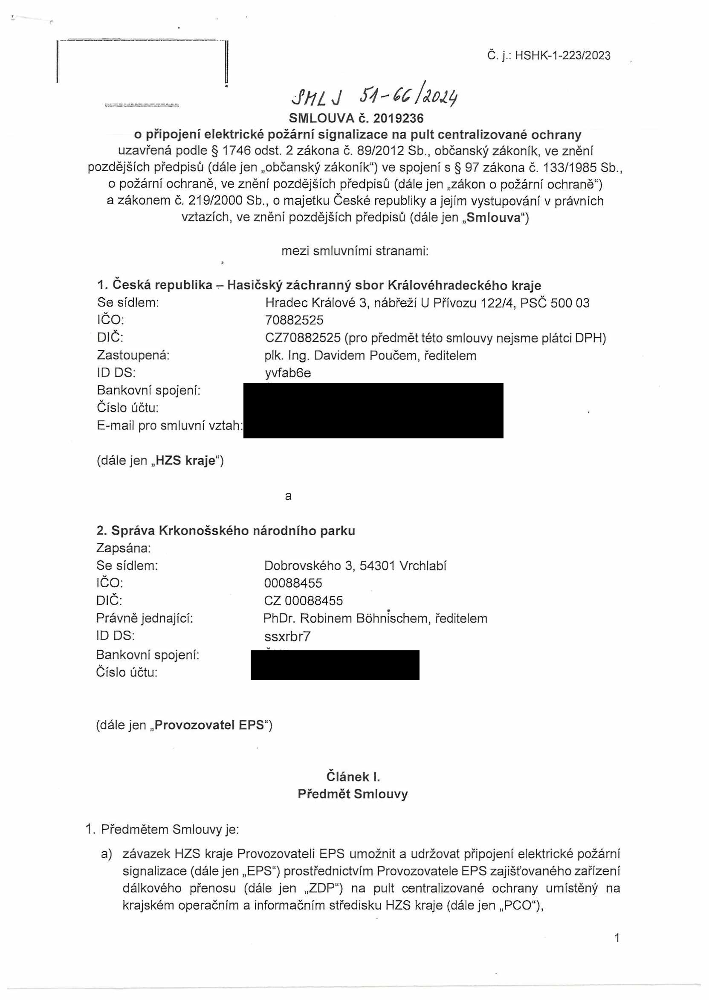 Č. j.: HSHK-1-223/2023
SMLJ 51-66/2024
SMLOUVA č. 2019236
o připojení elektrické požární signalizace na pult centralizované ochrany
uzavřená podle § 1746 odst. 2 zákona č. 89/2012 Sb., občanský zákoník, ve znění
pozdějších předpisů (dále jen „občanský zákoník“) ve spojení s § 97 zákona č. 133/1985 Sb.,
o požární ochraně, ve znění pozdějších předpisů (dále jen „zákon o požární ochraně“)
a zákonem č. 219/2000 Sb., o majetku České republiky a jejím vystupování v právních
vztazích, ve znění pozdějších předpisů (dále jen „Smlouva“)
mezi smluvními stranami:
1. Česká republika – Hasičský záchranný sbor Královéhradeckého kraje
Se sídlem: Hradec Králové 3, nábřeží U Přívozu 122/4, PSČ 500 03
IČO: 70882525
DIČ: CZ70882525 (pro předmět této smlouvy nejsme plátci DPH)
Zastoupená: plk. Ing. Davidem Poučem, ředitelem
ID DS: yvfab6e
Bankovní spojení:
Číslo účtu:
E-mail pro smluvní vztah:
(dále jen „HZS kraje“)
a
2. Správa Krkonošského národního parku
Zapsána:
Se sídlem: Dobrovského 3, 54301 Vrchlabí
IČO: 00088455
DIČ: CZ 00088455
Právně jednající: PhDr. Robinem Böhnischem, ředitelem
ID DS: ssxrbr7
Bankovní spojení:
Číslo účtu:
(dále jen „Provozovatel EPS“)
Článek I.
Předmět Smlouvy
1. Předmětem Smlouvy je:
a) závazek HZS kraje Provozovateli EPS umožnit a udržovat připojení elektrické požární
signalizace (dále jen „EPS“) prostřednictvím Provozovatele EPS zajišťovaného zařízení
dálkového přenosu (dále jen „ZDP“) na pult centralizované ochrany umístěný na
krajském operačním a informačním středisku HZS kraje (dále jen „PCO“),
1